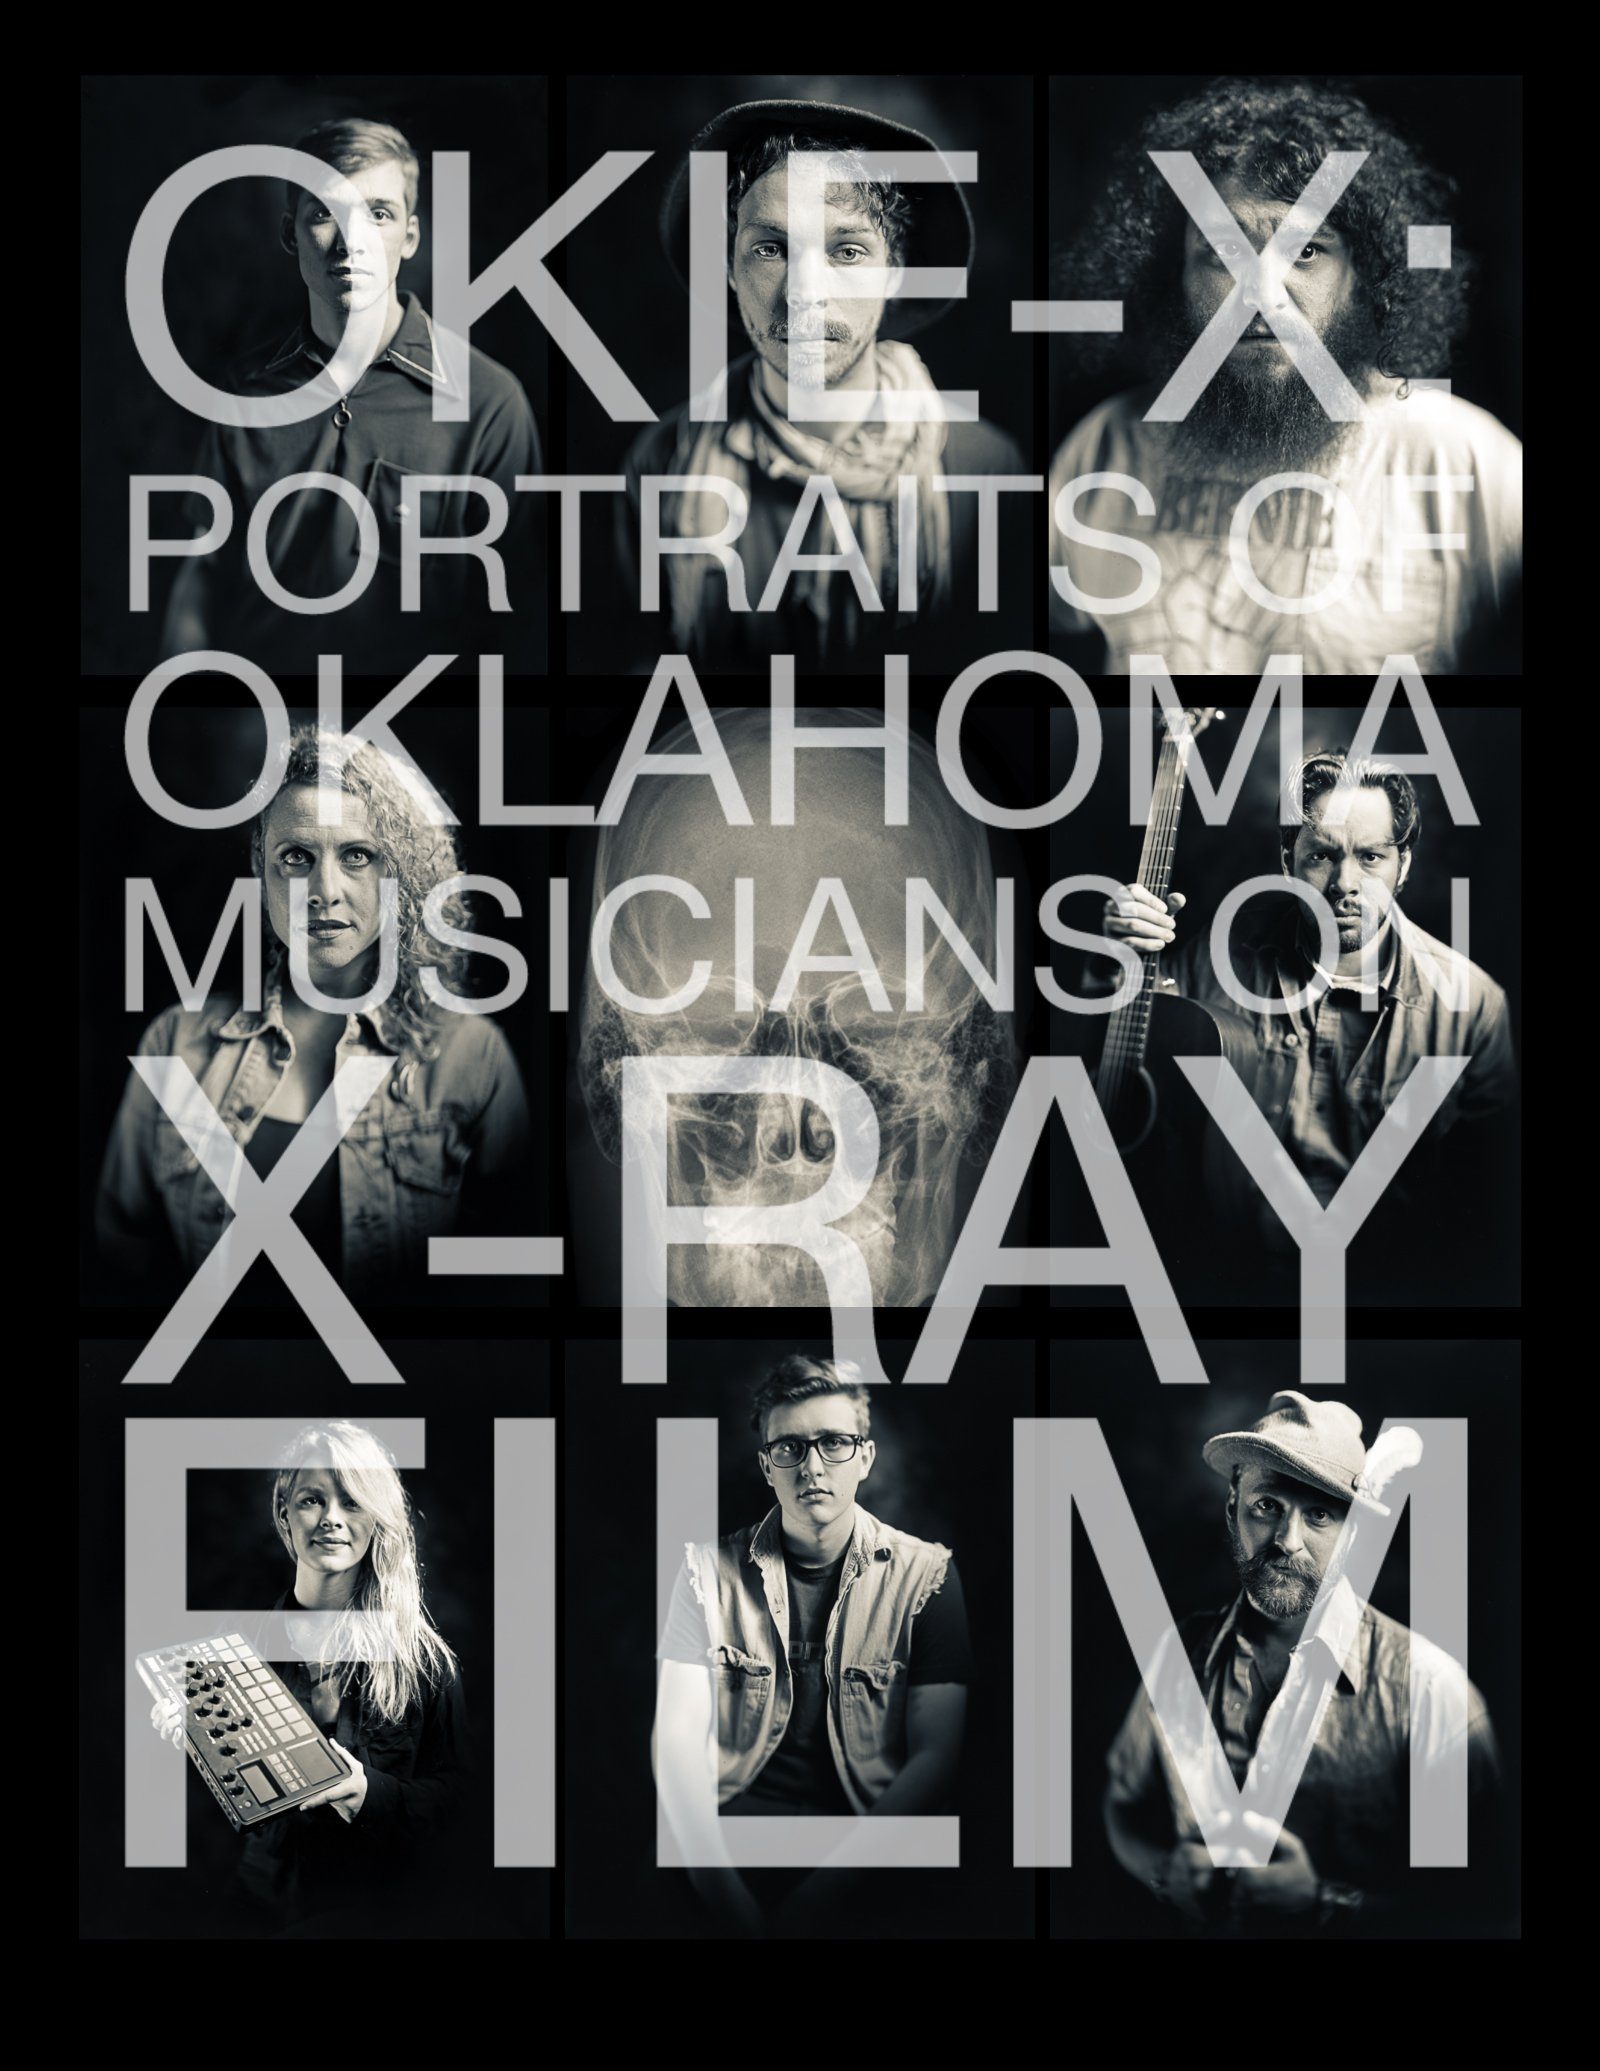 OKIE-X:
PORTRAITS OF
OKLAHOMA
MUSICIANS ON
X-RAY
FILM